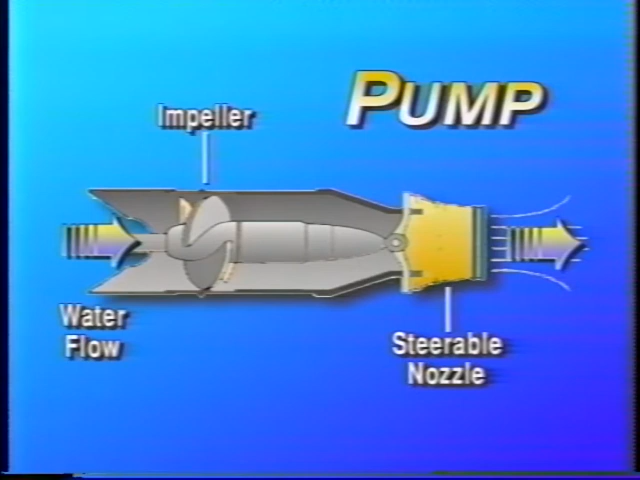 PUMP
Impeller
Water
Flow
Steerable
Nozzle